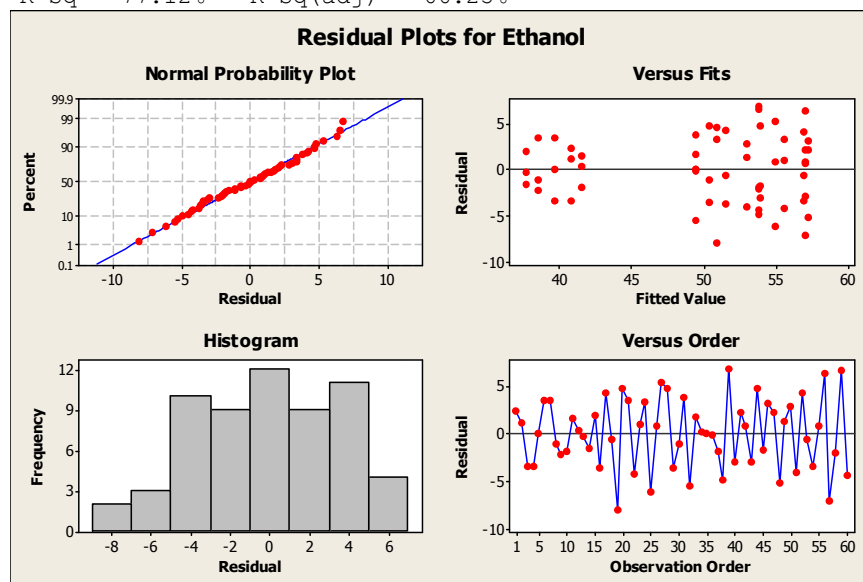 Residual Plots for Ethanol
Normal Probability Plot
99.9
99
90
50
10
1
0.1
Percent
-10 -5 0 5 10
Residual
Versus Fits
5
0
-5
-10
Residual
40 45 50 55 60
Fitted Value
Histogram
12
9
6
3
0
Frequency
-8 -6 -4 -2 0 2 4 6
Residual
Versus Order
5
0
-5
-10
Residual
1 5 10 15 20 25 30 35 40 45 50 55 60
Observation Order